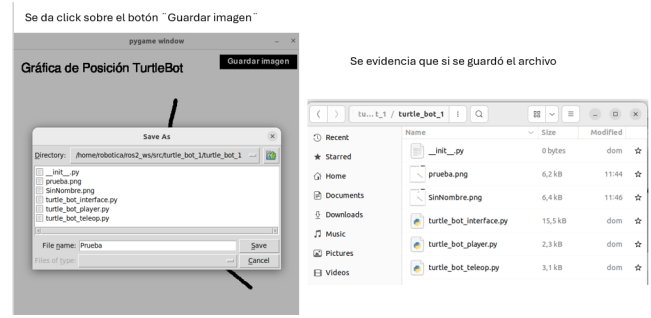 Se da click sobre el botón ¨Guardar imagen¨
pygame window
Gráfica de Posición TurtleBot
Guardar imagen
Save As
Directory: /home/robotica/ros2_ws/src/turtle_bot_1/turtle_bot_1
__init__.py
prueba.png
SinNombre.png
turtle_bot_interface.py
turtle_bot_player.py
turtle_bot_teleop.py
File name: Prueba Save
Files of type: Cancel
Se evidencia que si se guardó el archivo
tu... t_1 / turtle_bot_1
Recent
Starred
Home
Documents
Downloads
Music
Pictures
Videos
Name Size Modified
__init__.py 0 bytes dom
prueba.png 6,2 kB 11:44
SinNombre.png 6,4 kB 11:46
turtle_bot_interface.py 15,5 kB dom
turtle_bot_player.py 2,3 kB dom
turtle_bot_teleop.py 3,1 kB dom